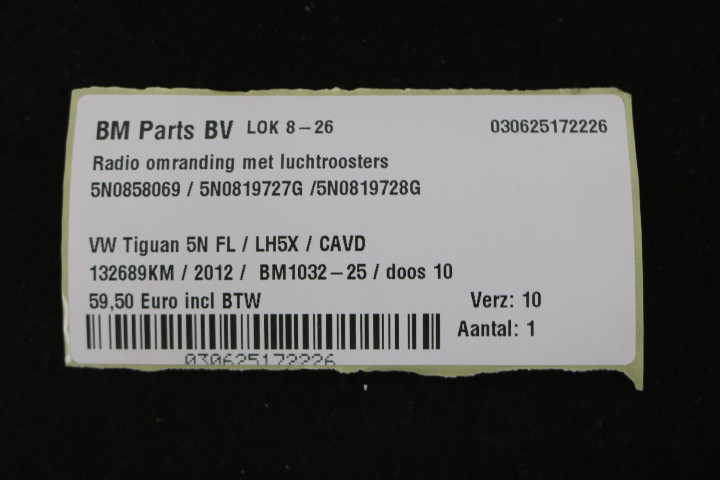 BM Parts BV LOK 8-26 030625172226
Radio omranding met luchtroosters
5N0858069 / 5N0819727G /5N0819728G
VW Tiguan 5N FL / LH5X / CAVD
132689KM / 2012 / BM1032-25 / doos 10
59,50 Euro incl BTW Verz: 10
Aantal: 1
030625172226